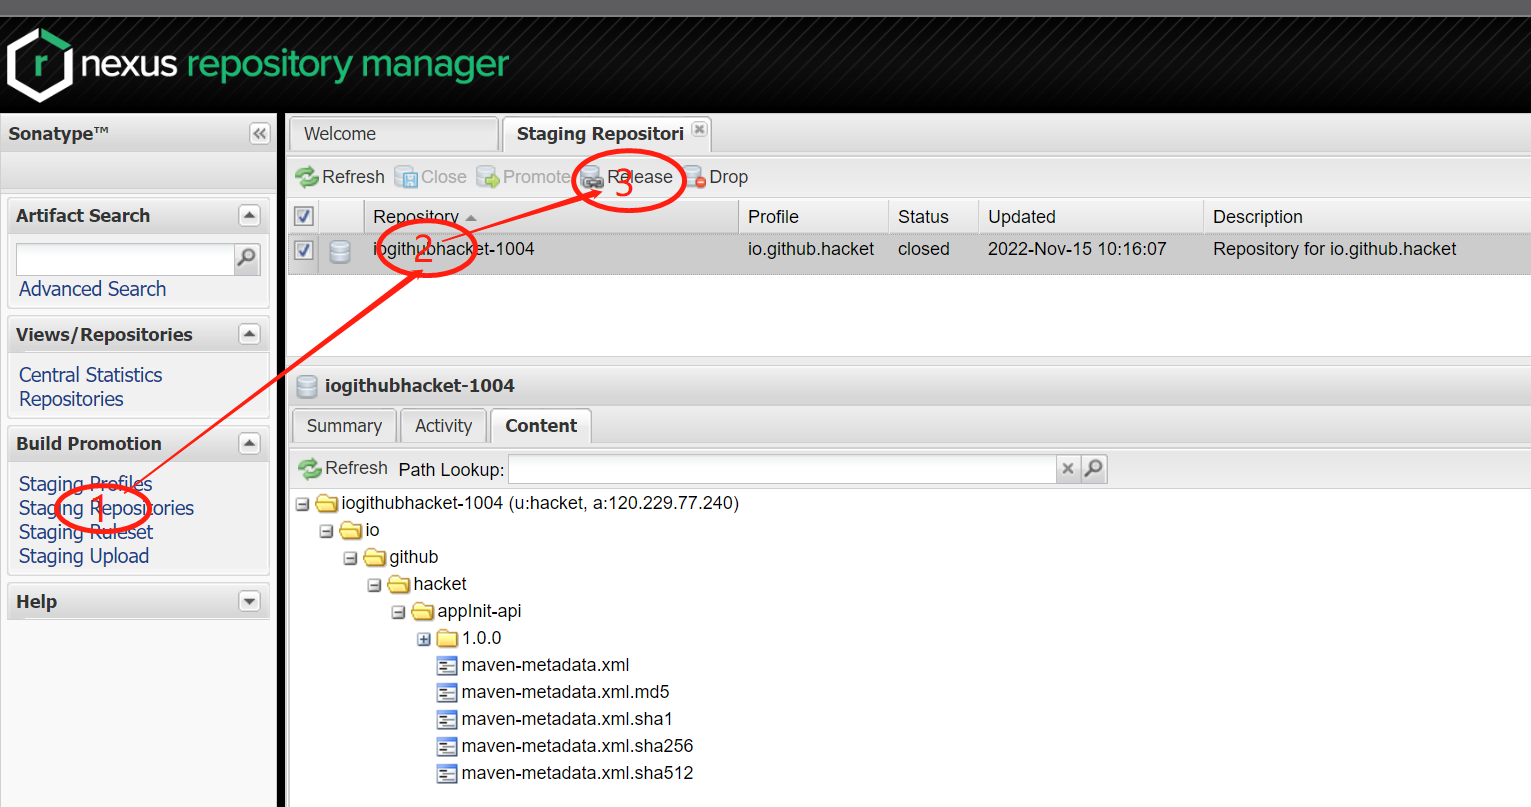 nexus repository manager
Sonatype™
Welcome
Staging Repositori
Refresh Close Promote Release Drop
3
Artifact Search
Advanced Search
Repository Profile Status Updated Description
iogithubhacket-1004 io.github.hacket closed 2022-Nov-15 10:16:07 Repository for io.github.hacket
2
Views/Repositories
Central Statistics
Repositories
Build Promotion
Staging Profiles
Staging Repositories
1
Staging Ruleset
Staging Upload
Help
iogithubhacket-1004
Summary Activity Content
Refresh Path Lookup:
iogithubhacket-1004 (u:hacket, a:120.229.77.240)
io
github
hacket
appInit-api
1.0.0
maven-metadata.xml
maven-metadata.xml.md5
maven-metadata.xml.sha1
maven-metadata.xml.sha256
maven-metadata.xml.sha512